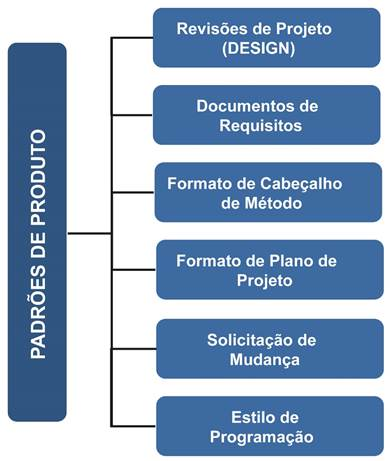 PADRÕES DE PRODUTO
Revisões de Projeto
(DESIGN)
Documentos de
Requisitos
Formato de Cabeçalho
de Método
Formato de Plano de
Projeto
Solicitação de
Mudança
Estilo de
Programação